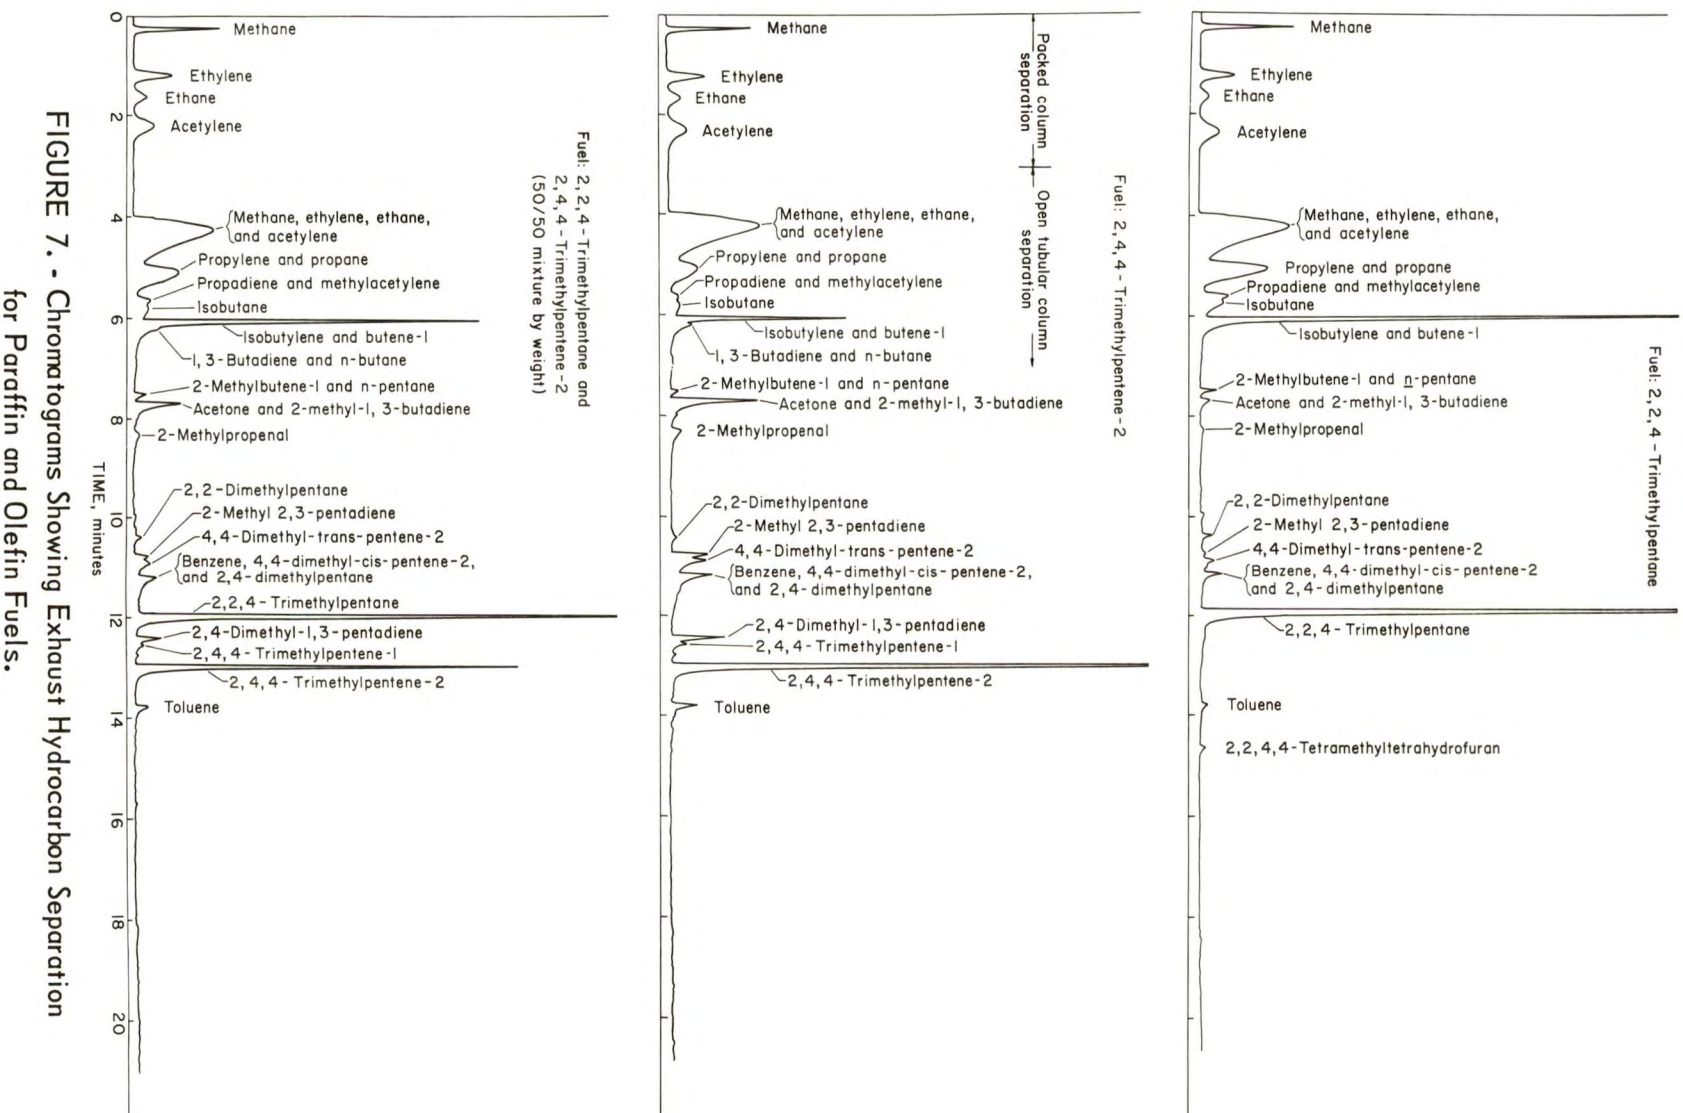 Fuel: 2,2,4-Trimethylpentane
Methane
Ethylene
Ethane
Acetylene
Methane, ethylene, ethane,
and acetylene
Propylene and propane
Propadiene and methylacetylene
Isobutane
Isobutylene and butene-1
2-Methylbutene-1 and n-pentane
Acetone and 2-methyl-1, 3-butadiene
2-Methylpropenal
2,2-Dimethylpentane
2-Methyl 2,3-pentadiene
4,4-Dimethyl-trans-pentene-2
Benzene, 4,4-dimethyl-cis-pentene-2
and 2,4-dimethylpentane
2,2,4-Trimethylpentane
Toluene
2,2,4,4-Tetramethyltetrahydrofuran
Fuel: 2,4,4-Trimethylpentene-2
Packed column
separation
Open tubular column
separation
Methane
Ethylene
Ethane
Acetylene
Methane, ethylene, ethane,
and acetylene
Propylene and propane
Propadiene and methylacetylene
Isobutane
Isobutylene and butene-1
1, 3-Butadiene and n-butane
2-Methylbutene-1 and n-pentane
Acetone and 2-methyl-1, 3-butadiene
2-Methylpropenal
2,2-Dimethylpentane
2-Methyl 2,3-pentadiene
4,4-Dimethyl-trans-pentene-2
Benzene, 4,4-dimethyl-cis-pentene-2,
and 2,4-dimethylpentane
2,4-Dimethyl-1,3-pentadiene
2,4,4-Trimethylpentene-1
2,4,4-Trimethylpentene-2
Toluene
Fuel: 2,2,4-Trimethylpentane and
2,4,4-Trimethylpentene-2
(50/50 mixture by weight)
Methane
Ethylene
Ethane
Acetylene
Methane, ethylene, ethane,
and acetylene
Propylene and propane
Propadiene and methylacetylene
Isobutane
Isobutylene and butene-1
1, 3-Butadiene and n-butane
2-Methylbutene-1 and n-pentane
Acetone and 2-methyl-1, 3-butadiene
2-Methylpropenal
2,2-Dimethylpentane
2-Methyl 2,3-pentadiene
4,4-Dimethyl-trans-pentene-2
Benzene, 4,4-dimethyl-cis-pentene-2,
and 2,4-dimethylpentane
2,2,4-Trimethylpentane
2,4-Dimethyl-1,3-pentadiene
2,4,4-Trimethylpentene-1
2,4,4-Trimethylpentene-2
Toluene
0 2 4 6 8 10 12 14 16 18 20
TIME, minutes
FIGURE 7. - Chromatograms Showing Exhaust Hydrocarbon Separation
for Paraffin and Olefin Fuels.